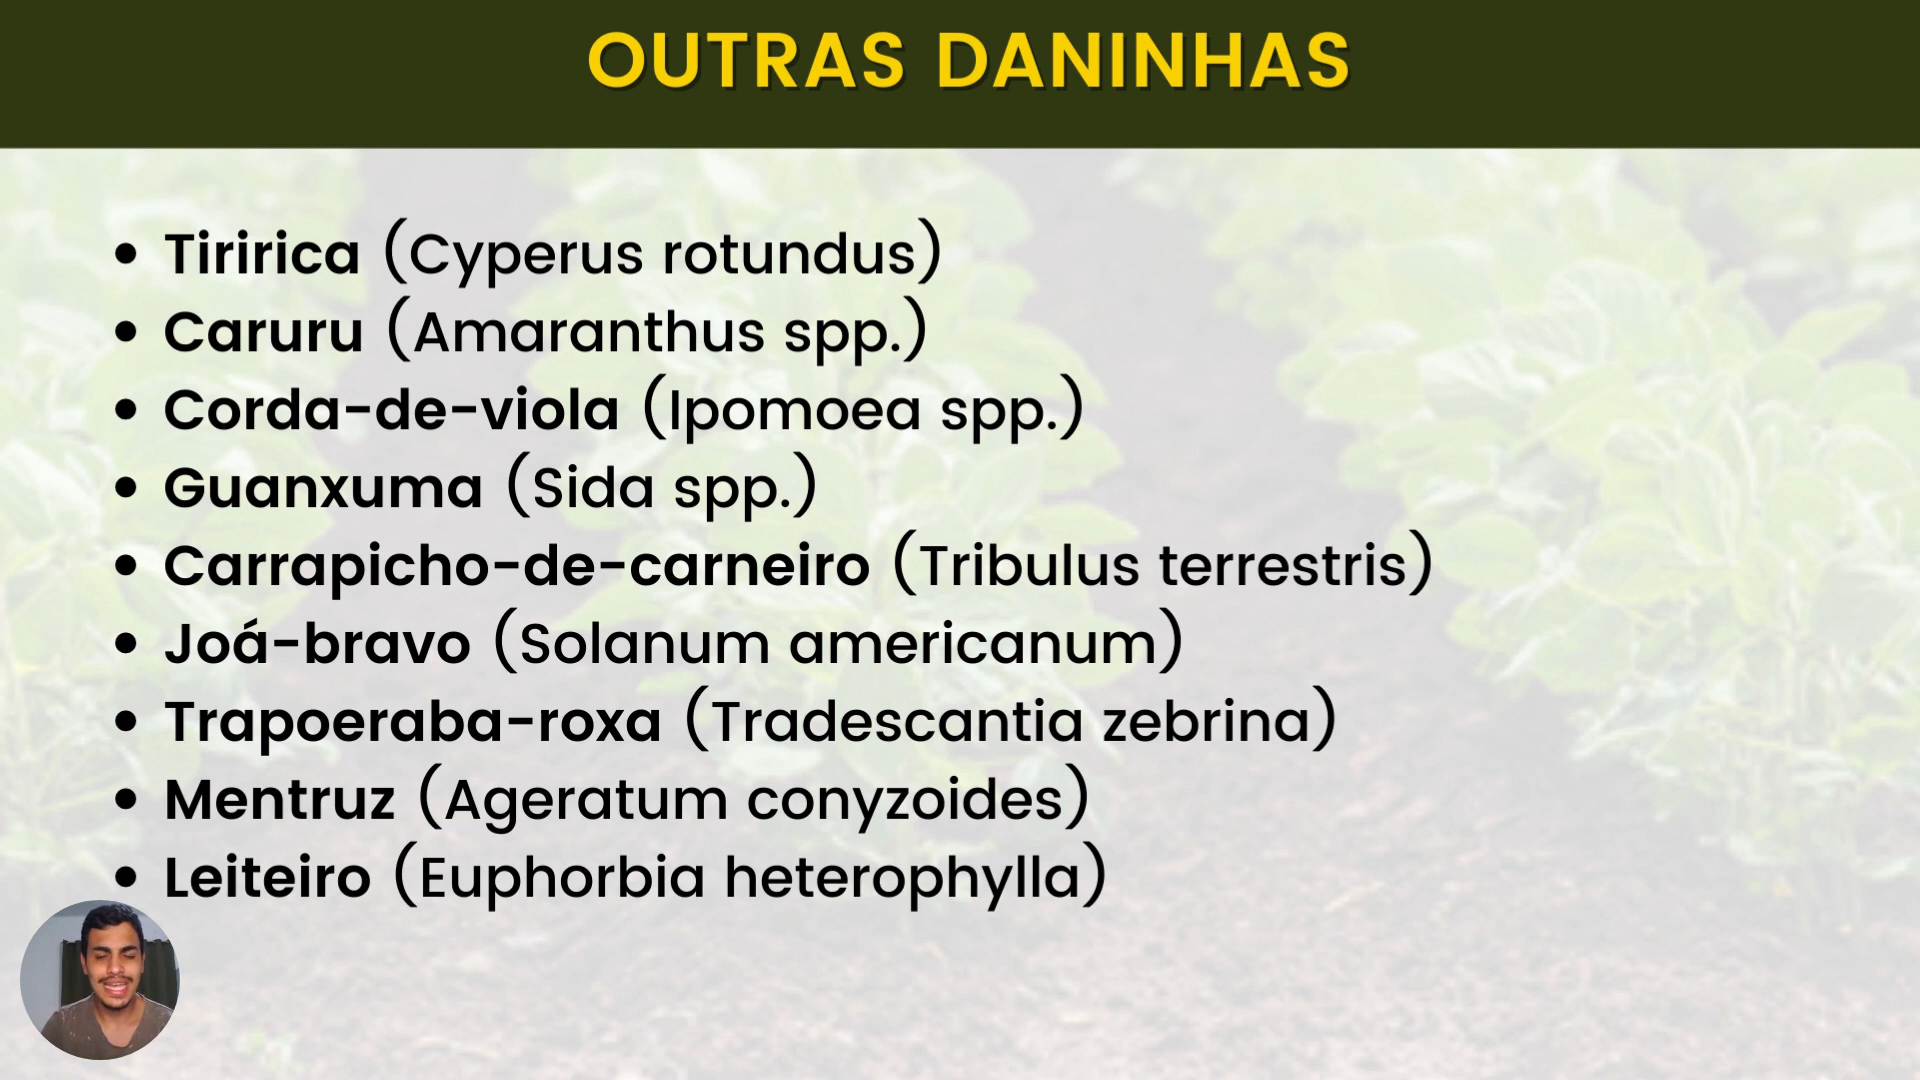 OUTRAS DANINHAS
• Tiririca (Cyperus rotundus)
• Caruru (Amaranthus spp.)
• Corda-de-viola (Ipomoea spp.)
• Guanxuma (Sida spp.)
• Carrapicho-de-carneiro (Tribulus terrestris)
• Joá-bravo (Solanum americanum)
• Trapoeraba-roxa (Tradescantia zebrina)
• Mentruz (Ageratum conyzoides)
• Leiteiro (Euphorbia heterophylla)